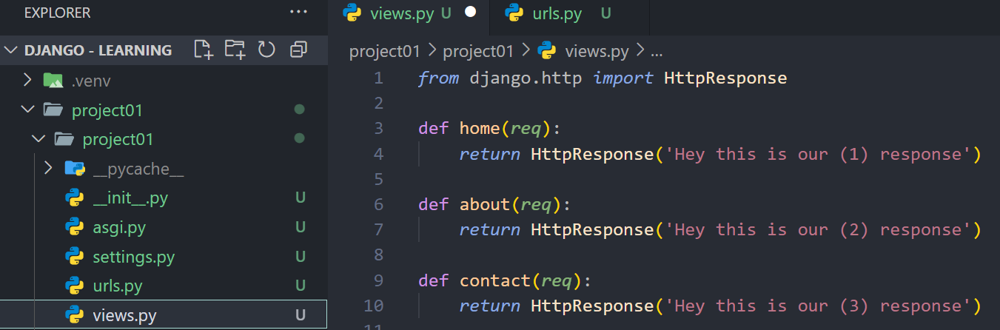 EXPLORER ...
DJANGO - LEARNING
.venv
project01
project01
__pycache__
__init__.py U
asgi.py U
settings.py U
urls.py U
views.py U
views.py U urls.py U
project01 > project01 > views.py > ...
1 from django.http import HttpResponse
2
3 def home(req):
4     return HttpResponse('Hey this is our (1) response')
5
6 def about(req):
7     return HttpResponse('Hey this is our (2) response')
8
9 def contact(req):
10     return HttpResponse('Hey this is our (3) response')
11